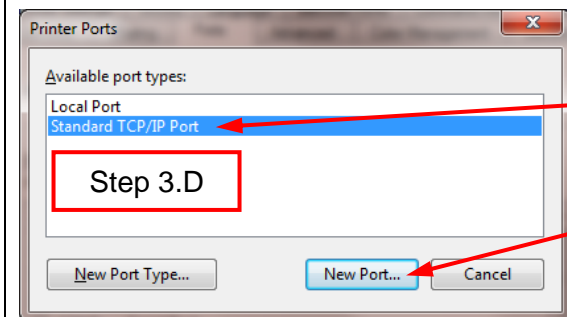 Printer Ports
Available port types:
Local Port
Standard TCP/IP Port
Step 3.D
New Port Type... New Port... Cancel